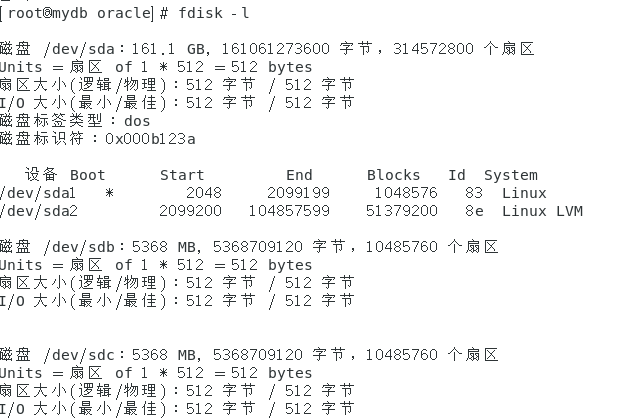 [root@mydb oracle]# fdisk -l
磁盘 /dev/sda：161.1 GB, 161061273600 字节，314572800 个扇区
Units = 扇区 of 1 * 512 = 512 bytes
扇区大小(逻辑/物理)：512 字节 / 512 字节
I/O 大小(最小/最佳)：512 字节 / 512 字节
磁盘标签类型：dos
磁盘标识符：0x000b123a
设备 Boot Start End Blocks Id System
/dev/sda1 * 2048 2099199 1048576 83 Linux
/dev/sda2 2099200 104857599 51379200 8e Linux LVM
磁盘 /dev/sdb：5368 MB, 5368709120 字节，10485760 个扇区
Units = 扇区 of 1 * 512 = 512 bytes
扇区大小(逻辑/物理)：512 字节 / 512 字节
I/O 大小(最小/最佳)：512 字节 / 512 字节
磁盘 /dev/sdc：5368 MB, 5368709120 字节，10485760 个扇区
Units = 扇区 of 1 * 512 = 512 bytes
扇区大小(逻辑/物理)：512 字节 / 512 字节
I/O 大小(最小/最佳)：512 字节 / 512 字节